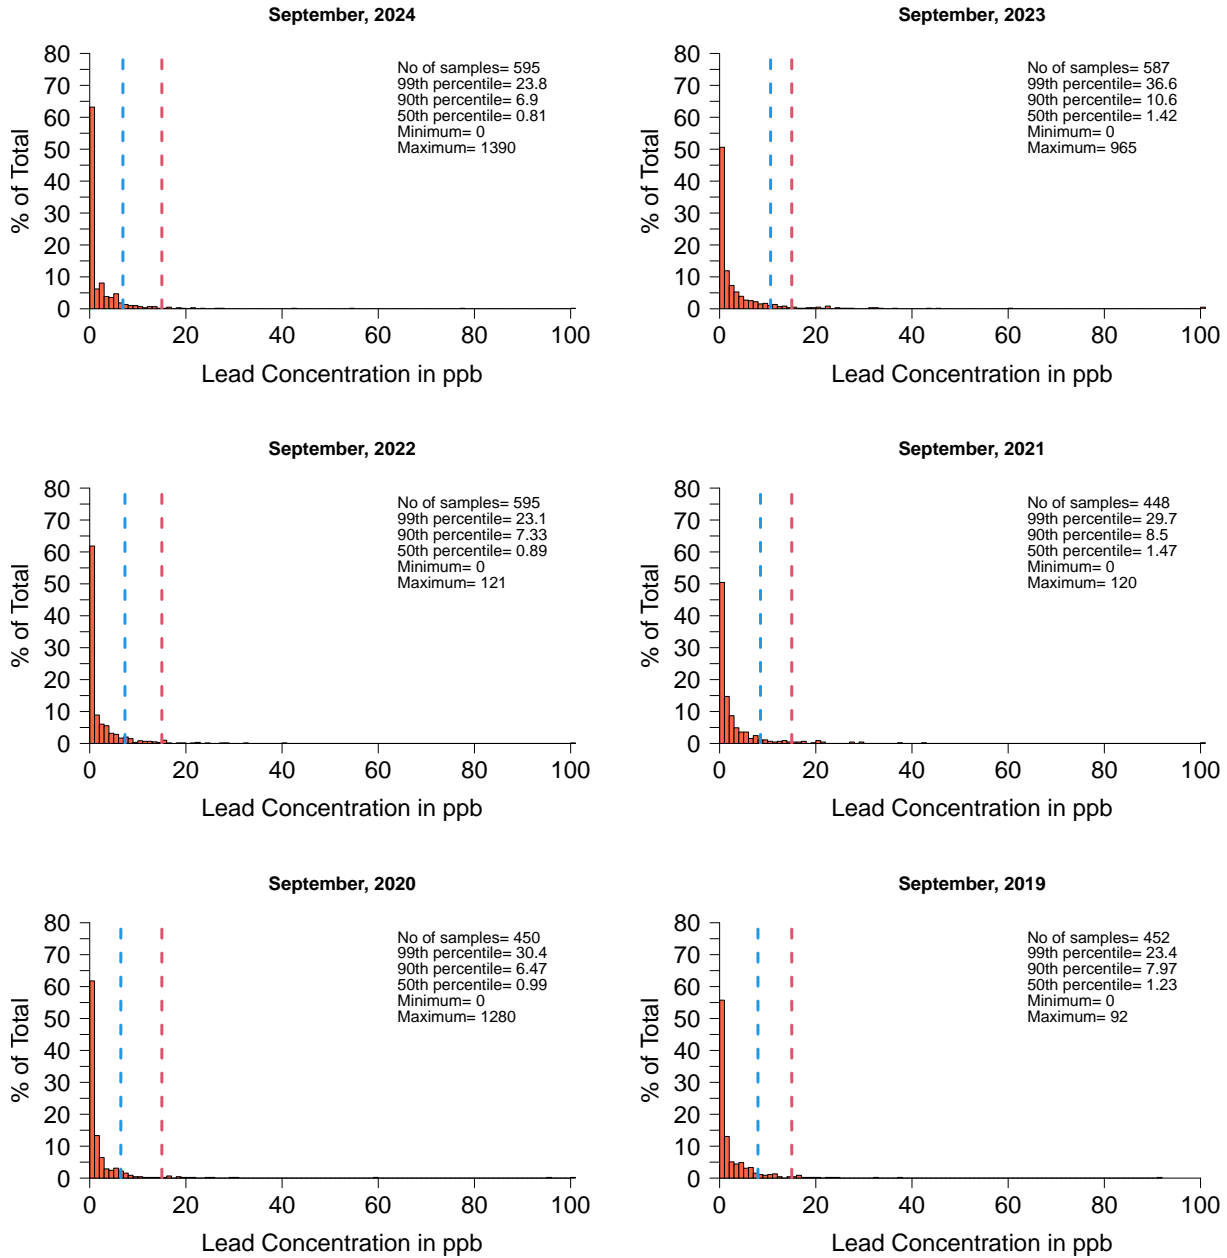 September, 2024
80
70
60
50
40
30
20
10
0
% of Total
No of samples= 595
99th percentile= 23.8
90th percentile= 6.9
50th percentile= 0.81
Minimum= 0
Maximum= 1390
0 20 40 60 80 100
Lead Concentration in ppb
September, 2023
80
70
60
50
40
30
20
10
0
% of Total
No of samples= 587
99th percentile= 36.6
90th percentile= 10.6
50th percentile= 1.42
Minimum= 0
Maximum= 965
0 20 40 60 80 100
Lead Concentration in ppb
September, 2022
80
70
60
50
40
30
20
10
0
% of Total
No of samples= 595
99th percentile= 23.1
90th percentile= 7.33
50th percentile= 0.89
Minimum= 0
Maximum= 121
0 20 40 60 80 100
Lead Concentration in ppb
September, 2021
80
70
60
50
40
30
20
10
0
% of Total
No of samples= 448
99th percentile= 29.7
90th percentile= 8.5
50th percentile= 1.47
Minimum= 0
Maximum= 120
0 20 40 60 80 100
Lead Concentration in ppb
September, 2020
80
70
60
50
40
30
20
10
0
% of Total
No of samples= 450
99th percentile= 30.4
90th percentile= 6.47
50th percentile= 0.99
Minimum= 0
Maximum= 1280
0 20 40 60 80 100
Lead Concentration in ppb
September, 2019
80
70
60
50
40
30
20
10
0
% of Total
No of samples= 452
99th percentile= 23.4
90th percentile= 7.97
50th percentile= 1.23
Minimum= 0
Maximum= 92
0 20 40 60 80 100
Lead Concentration in ppb